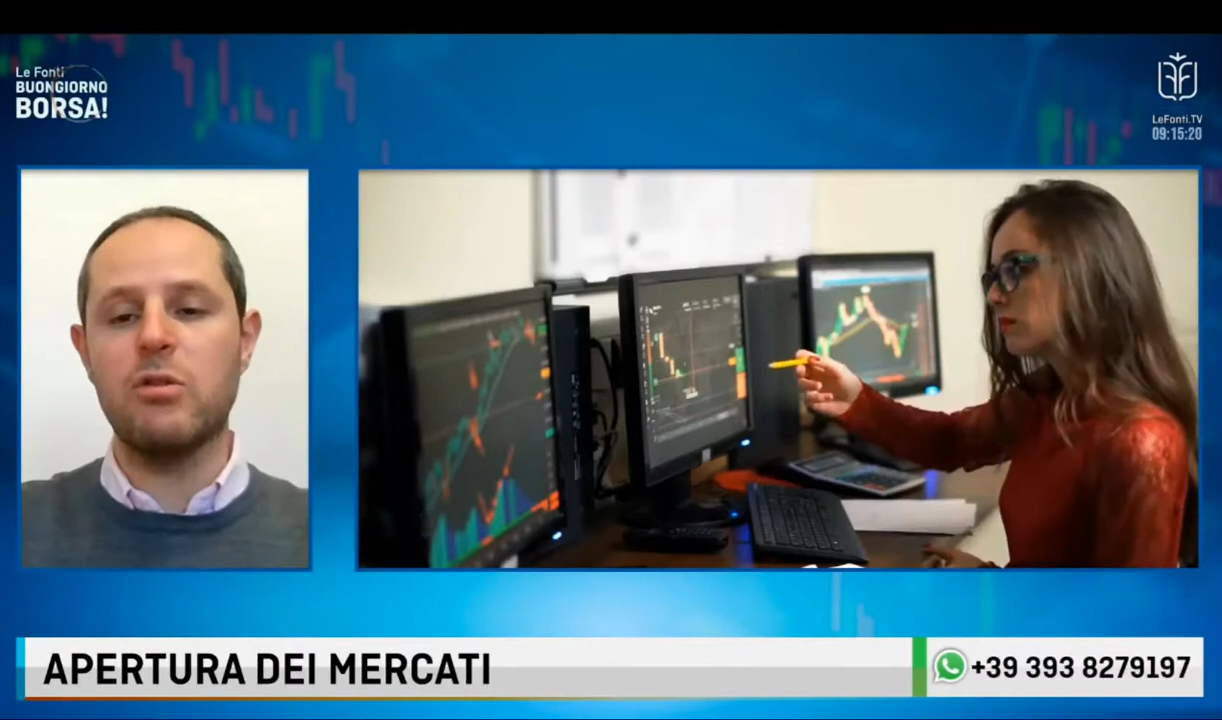 Le Fonti
BUONGIORNO
BORSA!
LeFonti.TV
09:15:20
APERTURA DEI MERCATI
+39 393 8279197